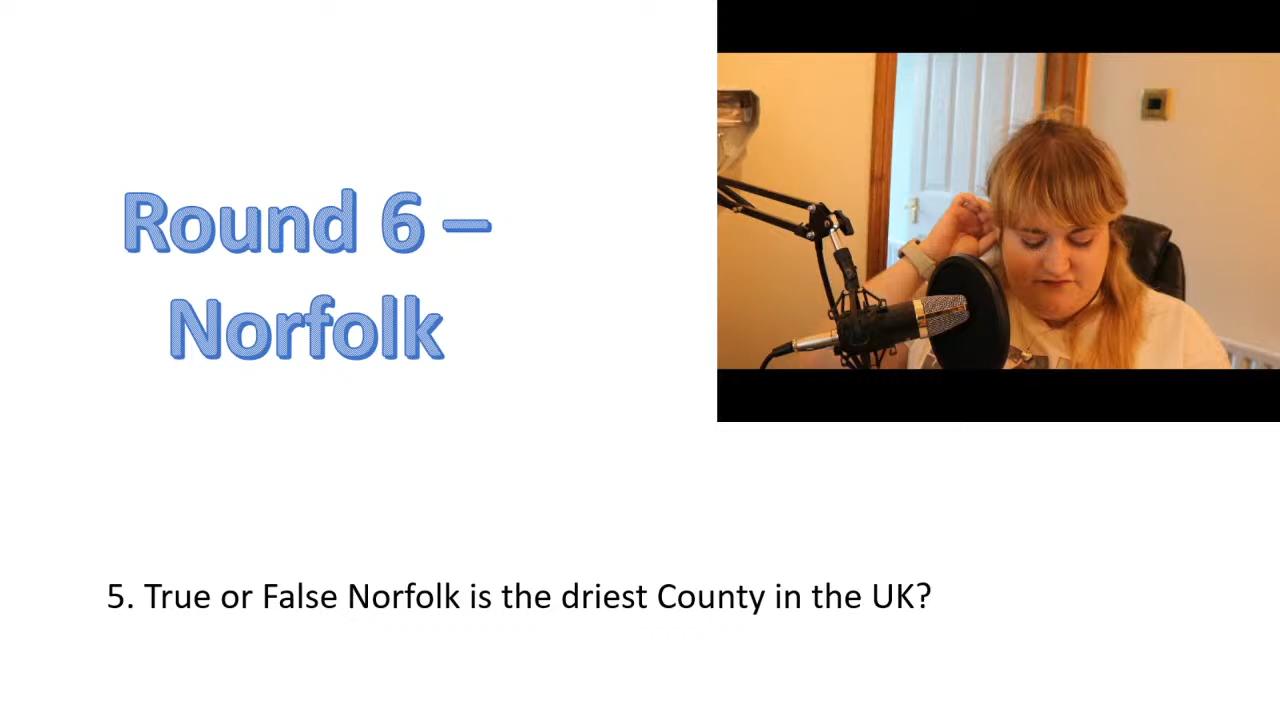 Round 6 –
Norfolk
5. True or False Norfolk is the driest County in the UK?